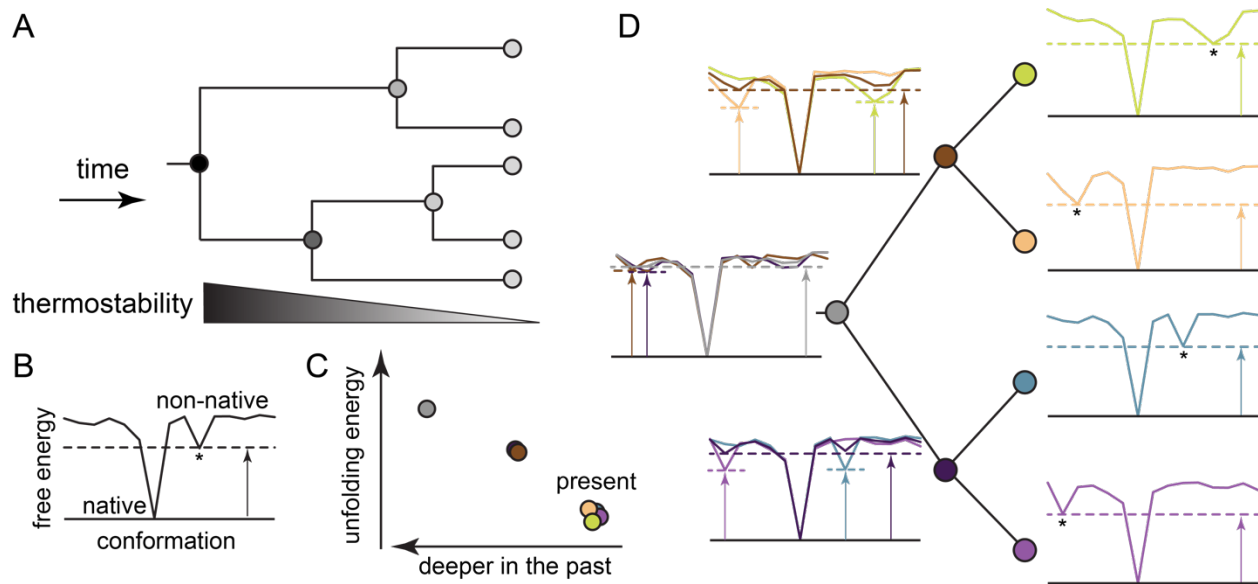 A
time
thermostability
B
free energy
non-native
*
native
conformation
C
unfolding energy
present
deeper in the past
D
*
*
*
*